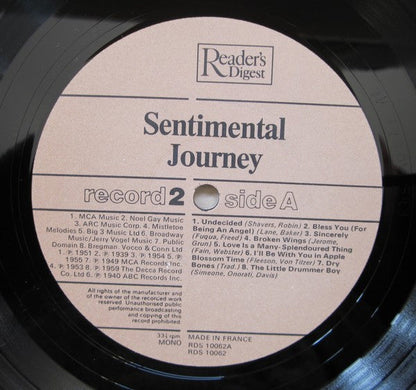 Reader's
Digest
Sentimental
Journey
record 2 side A
1. MCA Music 2. Noel Gay Music
3. ARC Music Corp. 4. Mistletoe
Melodies 5. Big 3 Music Ltd 6. Broadway
Music/Jerry Vogel Music 7. Public
Domain 8. Bregman. Vocco & Conn Ltd
1. ℗ 1951 2. ℗ 1939 3. ℗ 1954 5. ℗
1955 7. ℗ 1949 MCA Records Inc.
4. ℗ 1953 8. ℗ 1959 The Decca Record
Co. Ltd 6. ℗ 1940 ABC Records Inc.
1. Undecided (Shavers, Robin) 2. Bless You (For
Being An Angel) (Lane, Baker) 3. Sincerely
(Fuqua, Freed) 4. Broken Wings (Jerome,
Grun) 5. Love Is a Many-Splendoured Thing
(Fain, Webster) 6. I'll Be With You in Apple
Blossom Time (Fleeson, Von Tilzer) 7. Dry
Bones (Trad.) 8. The Little Drummer Boy
(Simeone, Onorati, Davis)
All rights of the manufacturer and
of the owner of the recorded work
reserved. Unauthorised public
performance broadcasting
and copying of this
record prohibited.
33⅓ rpm
MONO
MADE IN FRANCE
RDS 10062A
RDS 10062